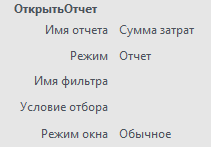 ОткрытьОтчет
Имя отчета Сумма затрат
Режим Отчет
Имя фильтра
Условие отбора
Режим окна Обычное